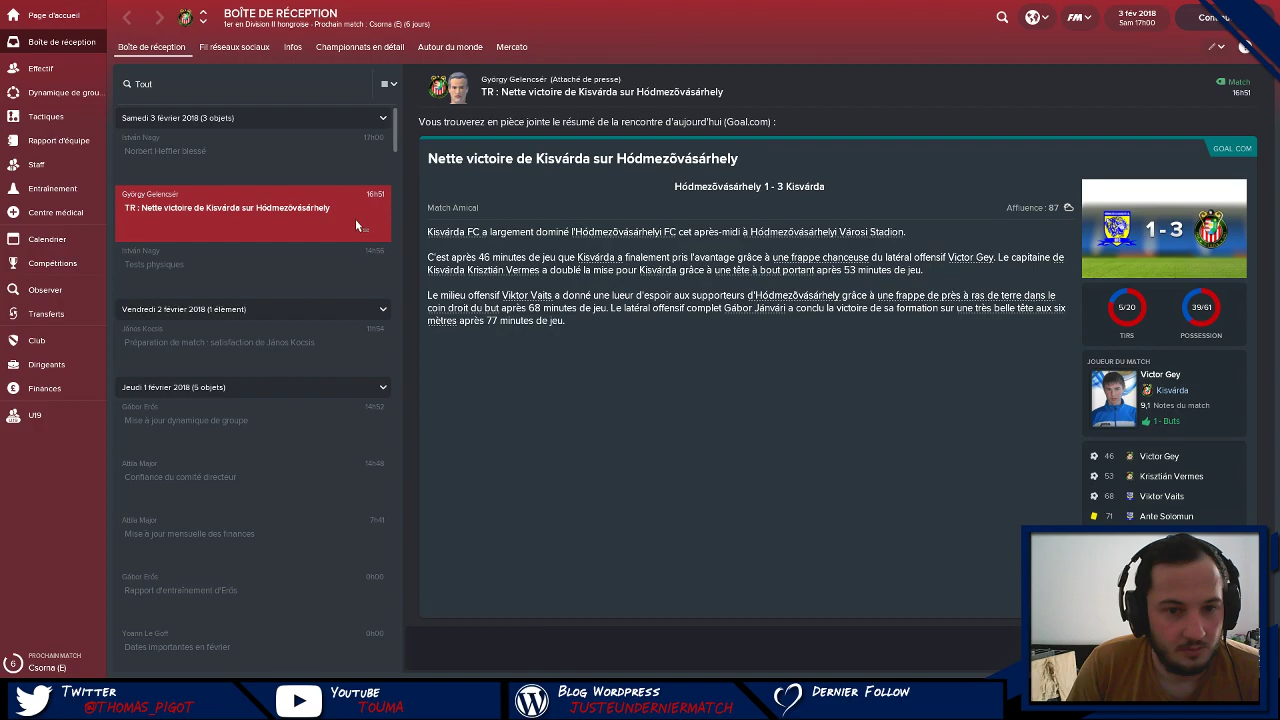 Page d'accueil
Boîte de réception
Effectif
Dynamique de grou...
Tactiques
Rapport d'équipe
Staff
Entraînement
Centre médical
Calendrier
Compétitions
Observer
Transferts
Club
Dirigeants
Finances
U19
6
PROCHAIN MATCH
Csorna (E)
BOÎTE DE RÉCEPTION
1er en Division II hongroise - Prochain match : Csorna (E) (6 jours)
FM
3 fév 2018
Sam 17h00
Boîte de réception
Fil réseaux sociaux
Infos
Championnats en détail
Autour du monde
Mercato
Tout
Samedi 3 février 2018 (3 objets)
István Nagy 17h00
Norbert Heffler blessé
György Gelencsér 16h51
TR : Nette victoire de Kisvárda sur Hódmezõvásárhely
István Nagy 14h56
Tests physiques
Vendredi 2 février 2018 (1 élément)
János Kocsis 11h54
Préparation de match : satisfaction de János Kocsis
Jeudi 1 février 2018 (5 objets)
Gábor Erős 14h52
Mise à jour dynamique de groupe
Attila Major 14h48
Confiance du comité directeur
Attila Major 7h41
Mise à jour mensuelle des finances
Gábor Erős 0h00
Rapport d'entraînement d'Erős
Yoann Le Goff 0h00
Dates importantes en février
György Gelencsér (Attaché de presse)
TR : Nette victoire de Kisvárda sur Hódmezõvásárhely
Match
16h51
Vous trouverez en pièce jointe le résumé de la rencontre d'aujourd'hui (Goal.com) :
GOAL.COM
Nette victoire de Kisvárda sur Hódmezõvásárhely
Hódmezõvásárhely 1 - 3 Kisvárda
Match Amical
Affluence : 87
Kisvárda FC a largement dominé l'Hódmezõvásárhelyi FC cet après-midi à Hódmezõvásárhelyi Városi Stadion.
C'est après 46 minutes de jeu que Kisvárda a finalement pris l'avantage grâce à une frappe douteuse du latéral offensif Victor Gey. Le capitaine de
Kisvárda Krisztián Vermes a doublé la mise pour Kisvárda grâce à une tête à bout portant après 53 minutes de jeu.
Le milieu offensif Viktor Vaits a donné une lueur d'espoir aux supporters d'Hódmezõvásárhely grâce à une frappe de près à ras de terre dans le
coin droit du but après 68 minutes de jeu. Le latéral offensif complet Gábor Jánvári a conclu la victoire de sa formation sur une très belle tête aux six
mètres après 77 minutes de jeu.
1 - 3
5/20
TIRS
39/61
POSSESSION
JOUEUR DU MATCH
Victor Gey
Kisvárda
9,1 Notes du match
1 - Buts
46 Victor Gey
53 Krisztián Vermes
68 Viktor Vaits
71 Ante Solomun
Twitter
@Thomas_Pigot
Youtube
Touma
Blog Wordpress
justeunderniermatch
Dernier Follow